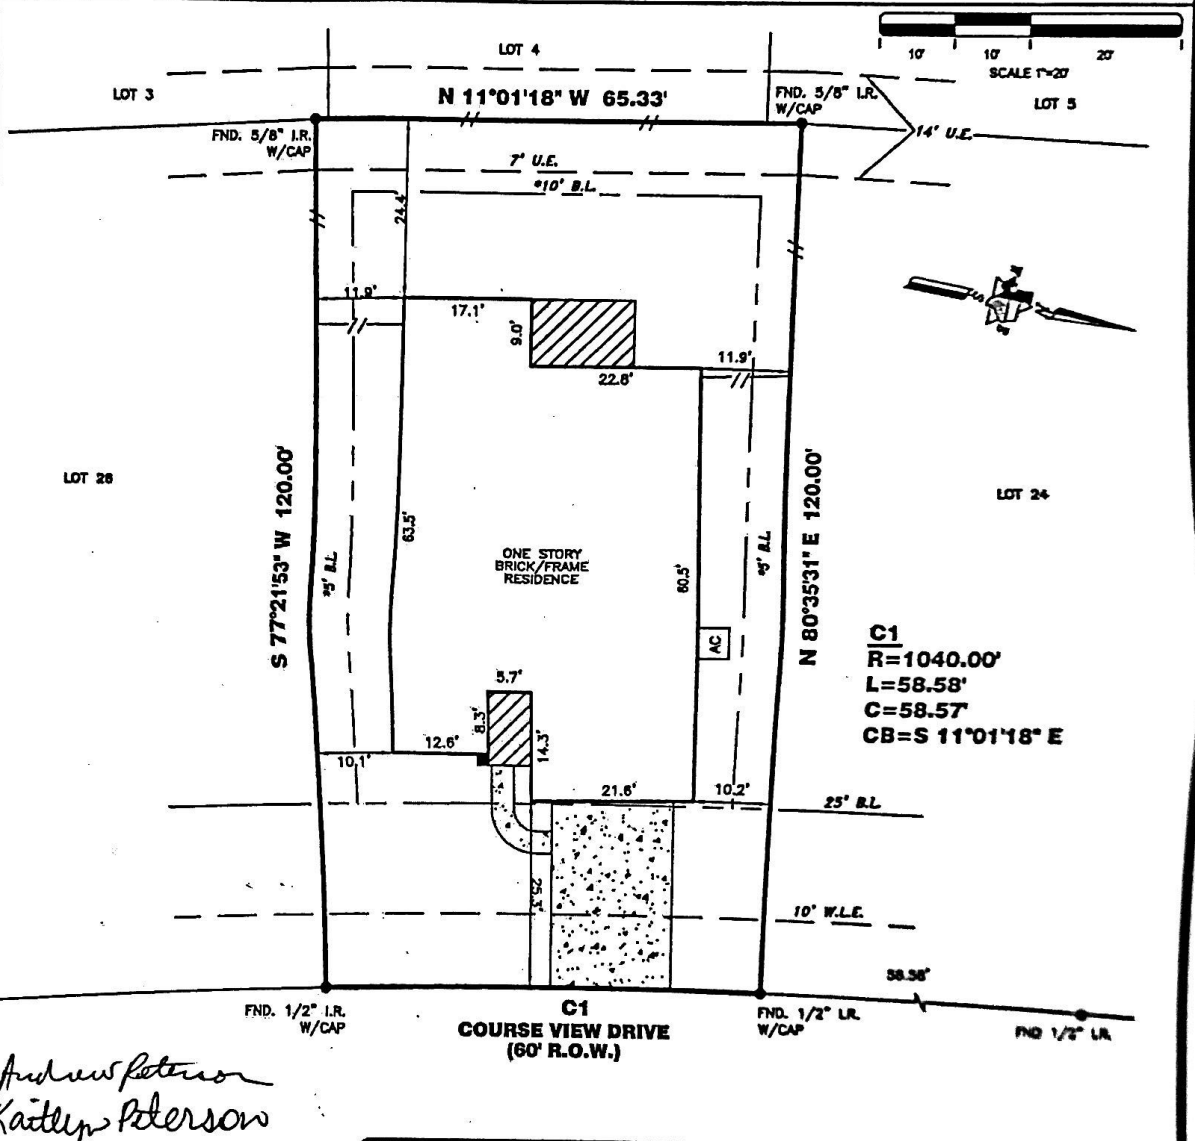 10'
10'
20'
SCALE 1"=20'
LOT 4
LOT 3
N 11°01'18" W 65.33'
FND. 5/8" I.R.
W/CAP
LOT 5
FND. 5/8" I.R.
W/CAP
14' U.E.
7' U.E.
*10' B.L.
24.4'
11.9'
17.1'
9.0'
11.9'
22.8'
LOT 26
LOT 24
S 77°21'53" W 120.00'
*5' B.L.
63.5'
ONE STORY
BRICK/FRAME
RESIDENCE
60.5'
*5' B.L.
N 80°35'31" E 120.00'
AC
C1
R=1040.00'
L=58.58'
C=58.57'
CB=S 11°01'18" E
5.7'
8.3'
14.3'
12.6'
10.1'
21.6'
10.2'
25' B.L.
25.3'
10' W.L.E.
58.58'
FND. 1/2" I.R.
W/CAP
C1
COURSE VIEW DRIVE
(60' R.O.W.)
FND. 1/2" I.R.
W/CAP
FND 1/2" I.R.
Andrew Peterson
Kaitlyn Peterson